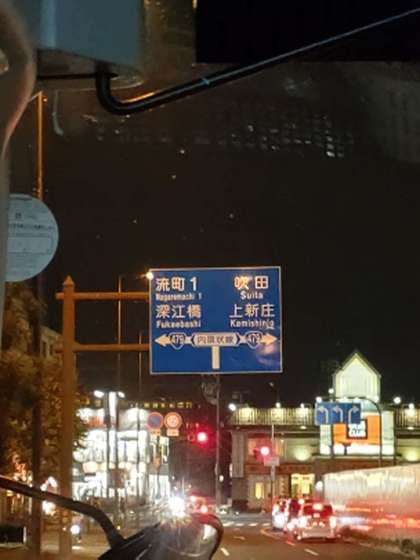 流町1
Nagaremachi 1
深江橋
Fukaebashi
吹田
Suita
上新庄
Kamishinjo
479 内環状線 479